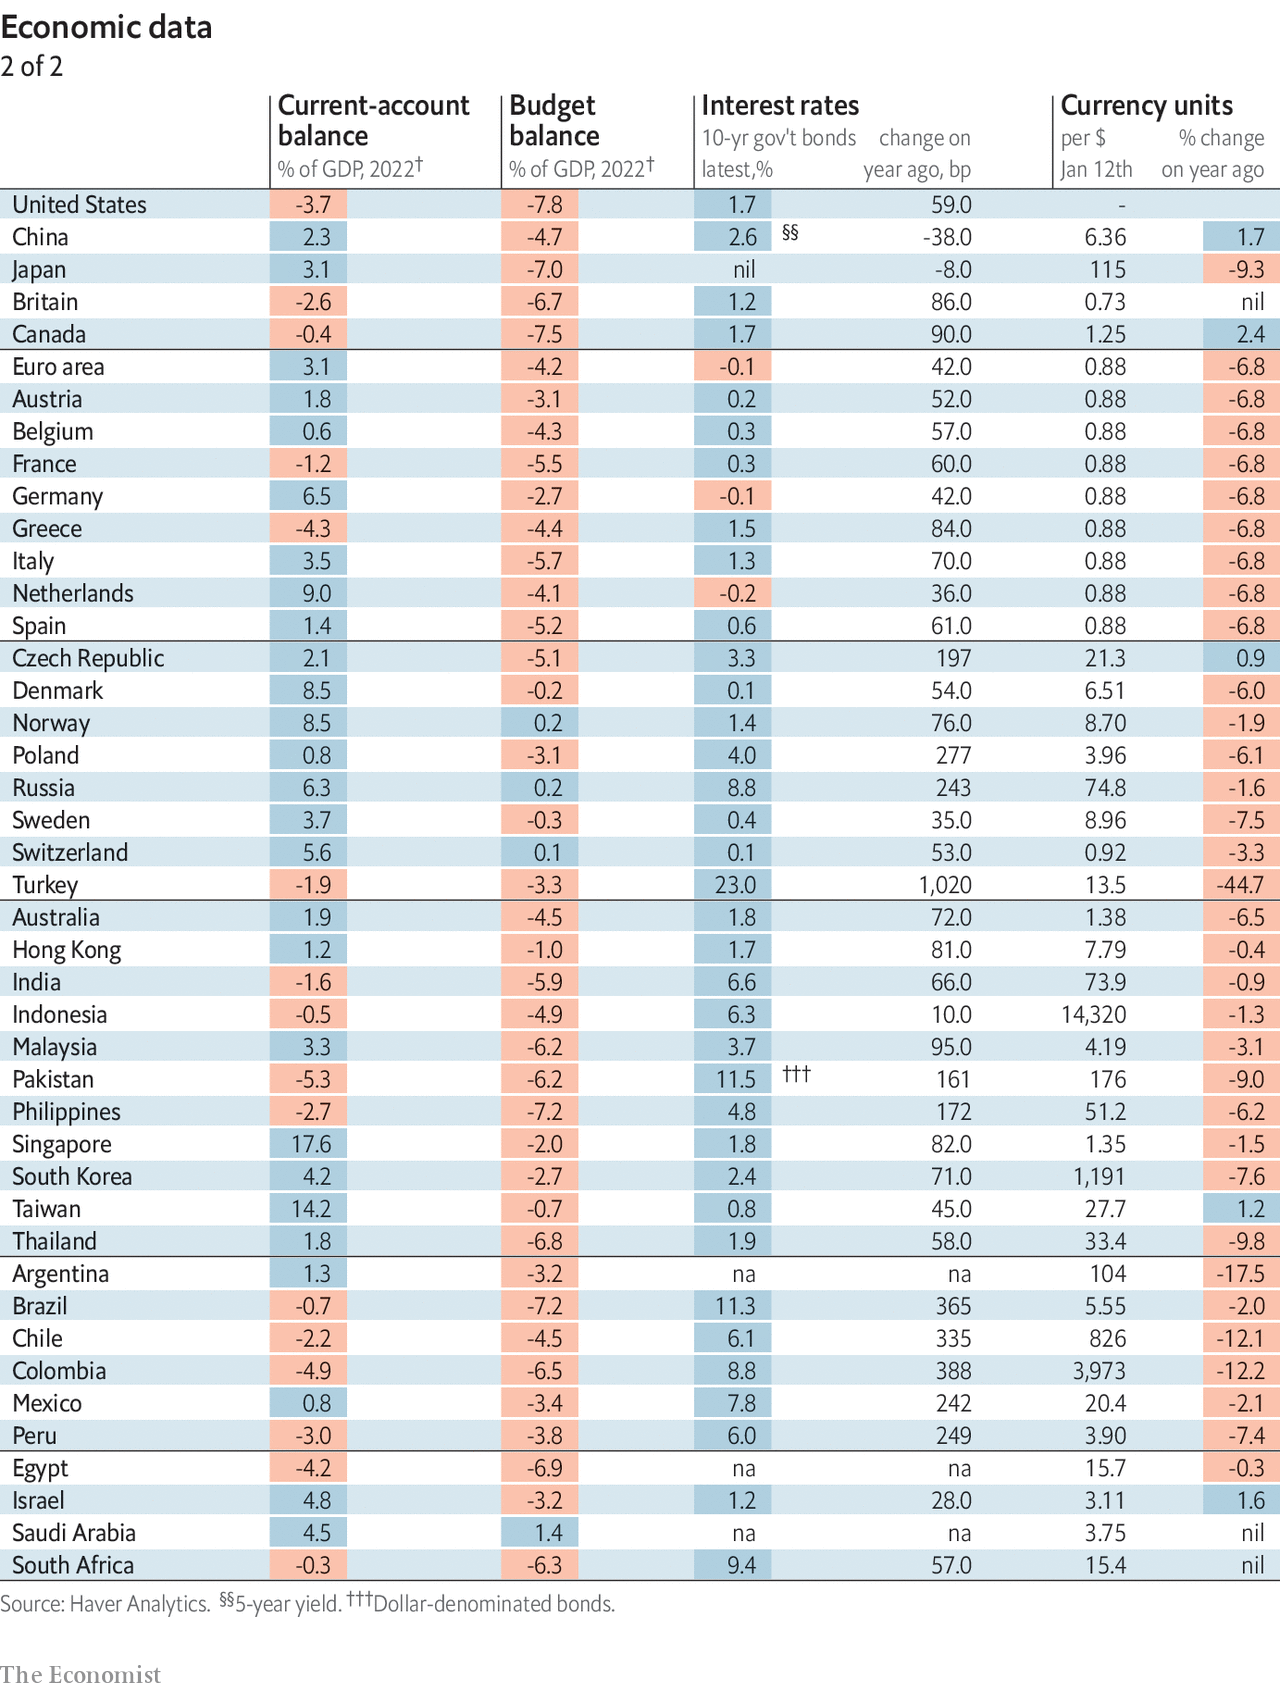 Economic data
2 of 2
Current-account balance % of GDP, 2022† Budget balance % of GDP, 2022† Interest rates 10-yr gov't bonds latest,% change on year ago, bp Currency units per $ Jan 12th % change on year ago
United States -3.7 -7.8 1.7 59.0 -
China 2.3 -4.7 2.6 §§ -38.0 6.36 1.7
Japan 3.1 -7.0 nil -8.0 115 -9.3
Britain -2.6 -6.7 1.2 86.0 0.73 nil
Canada -0.4 -7.5 1.7 90.0 1.25 2.4
Euro area 3.1 -4.2 -0.1 42.0 0.88 -6.8
Austria 1.8 -3.1 0.2 52.0 0.88 -6.8
Belgium 0.6 -4.3 0.3 57.0 0.88 -6.8
France -1.2 -5.5 0.3 60.0 0.88 -6.8
Germany 6.5 -2.7 -0.1 42.0 0.88 -6.8
Greece -4.3 -4.4 1.5 84.0 0.88 -6.8
Italy 3.5 -5.7 1.3 70.0 0.88 -6.8
Netherlands 9.0 -4.1 -0.2 36.0 0.88 -6.8
Spain 1.4 -5.2 0.6 61.0 0.88 -6.8
Czech Republic 2.1 -5.1 3.3 197 21.3 0.9
Denmark 8.5 -0.2 0.1 54.0 6.51 -6.0
Norway 8.5 0.2 1.4 76.0 8.70 -1.9
Poland 0.8 -3.1 4.0 277 3.96 -6.1
Russia 6.3 0.2 8.8 243 74.8 -1.6
Sweden 3.7 -0.3 0.4 35.0 8.96 -7.5
Switzerland 5.6 0.1 0.1 53.0 0.92 -3.3
Turkey -1.9 -3.3 23.0 1,020 13.5 -44.7
Australia 1.9 -4.5 1.8 72.0 1.38 -6.5
Hong Kong 1.2 -1.0 1.7 81.0 7.79 -0.4
India -1.6 -5.9 6.6 66.0 73.9 -0.9
Indonesia -0.5 -4.9 6.3 10.0 14,320 -1.3
Malaysia 3.3 -6.2 3.7 95.0 4.19 -3.1
Pakistan -5.3 -6.2 11.5 ††† 161 176 -9.0
Philippines -2.7 -7.2 4.8 172 51.2 -6.2
Singapore 17.6 -2.0 1.8 82.0 1.35 -1.5
South Korea 4.2 -2.7 2.4 71.0 1,191 -7.6
Taiwan 14.2 -0.7 0.8 45.0 27.7 1.2
Thailand 1.8 -6.8 1.9 58.0 33.4 -9.8
Argentina 1.3 -3.2 na na 104 -17.5
Brazil -0.7 -7.2 11.3 365 5.55 -2.0
Chile -2.2 -4.5 6.1 335 826 -12.1
Colombia -4.9 -6.5 8.8 388 3,973 -12.2
Mexico 0.8 -3.4 7.8 242 20.4 -2.1
Peru -3.0 -3.8 6.0 249 3.90 -7.4
Egypt -4.2 -6.9 na na 15.7 -0.3
Israel 4.8 -3.2 1.2 28.0 3.11 1.6
Saudi Arabia 4.5 1.4 na na 3.75 nil
South Africa -0.3 -6.3 9.4 57.0 15.4 nil
Source: Haver Analytics. §§5-year yield. †††Dollar-denominated bonds.
The Economist